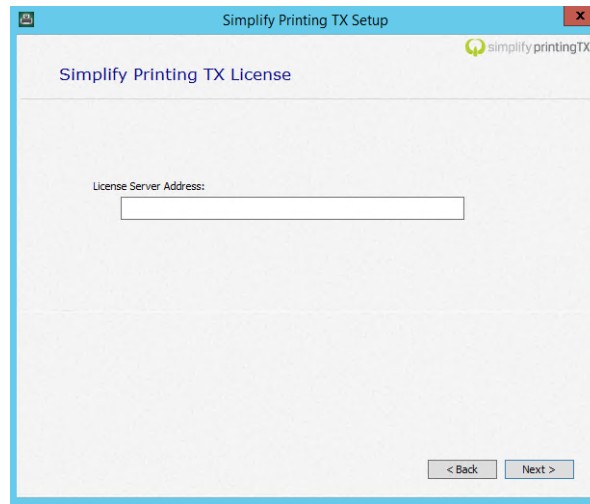 Simplify Printing TX Setup
x
simplify printingTX
Simplify Printing TX License
License Server Address:
< Back
Next >